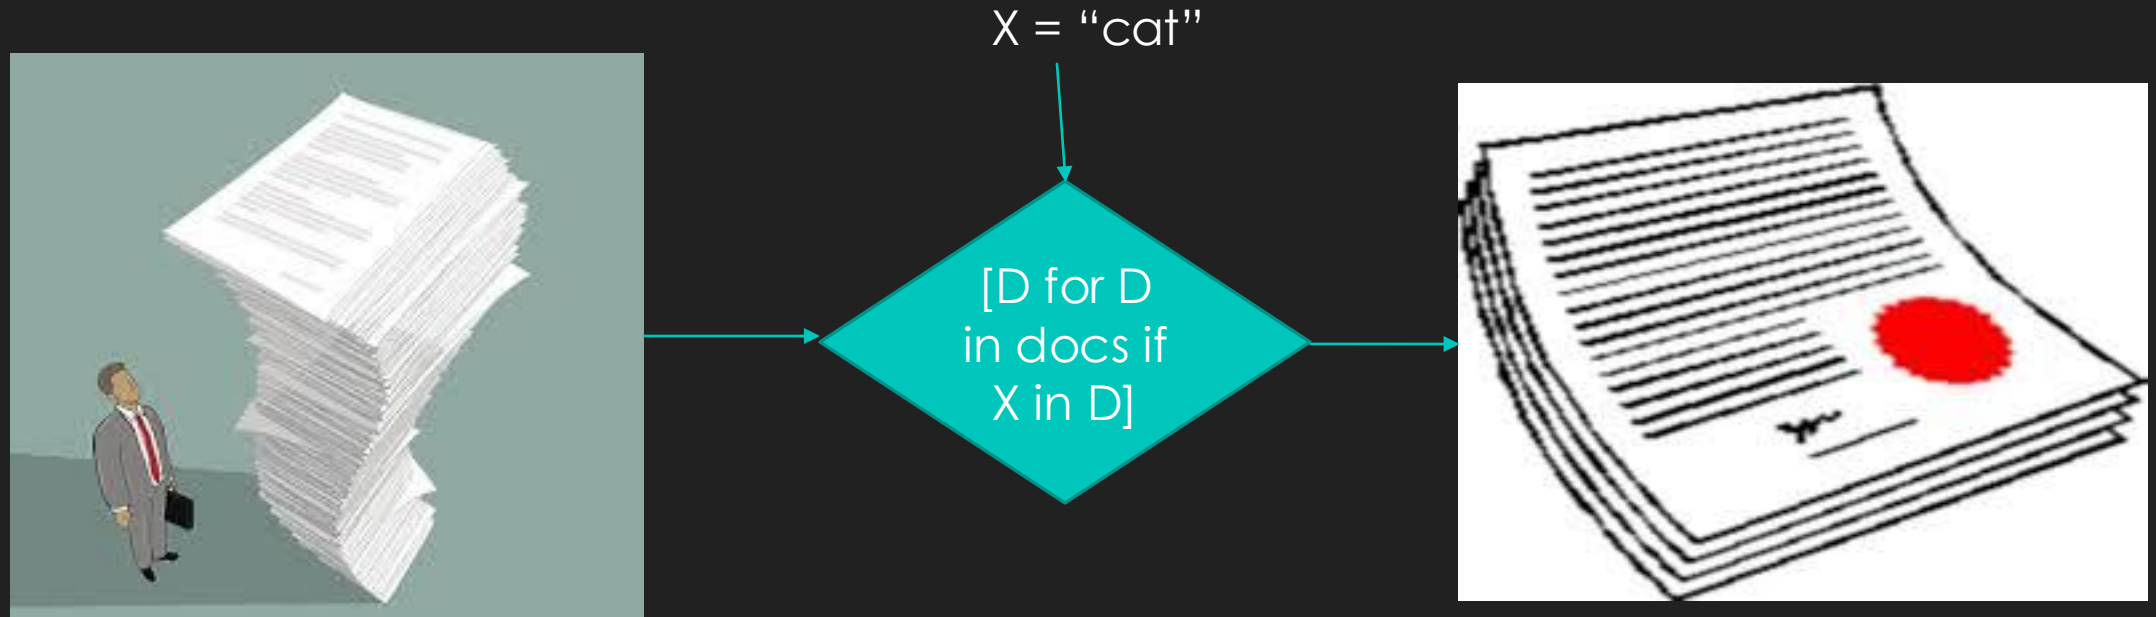 X = “cat”
[D for D
in docs if
X in D]